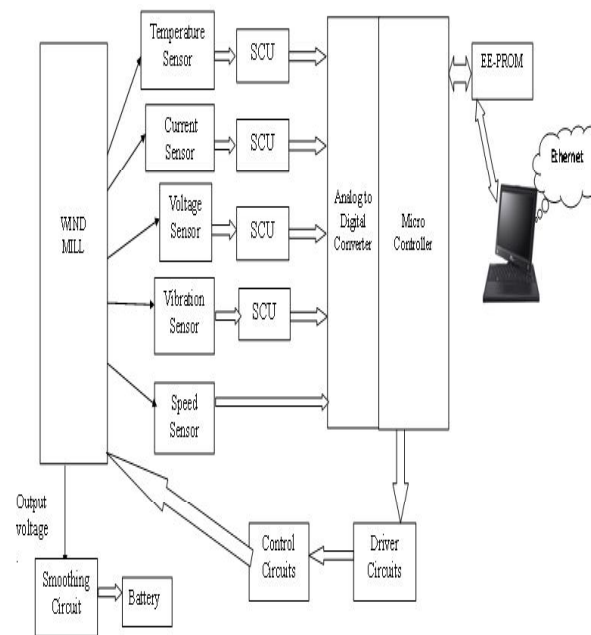 Temperature
Sensor
SCU
EE-PROM
Current
Sensor
SCU
Ethernet
WIND
MILL
Voltage
Sensor
SCU
Analog to
Digital
Converter
Micro
Controller
Vibration
Sensor
SCU
Speed
Sensor
Output
voltage
Control
Circuits
Driver
Circuits
Smoothing
Circuit
Battery